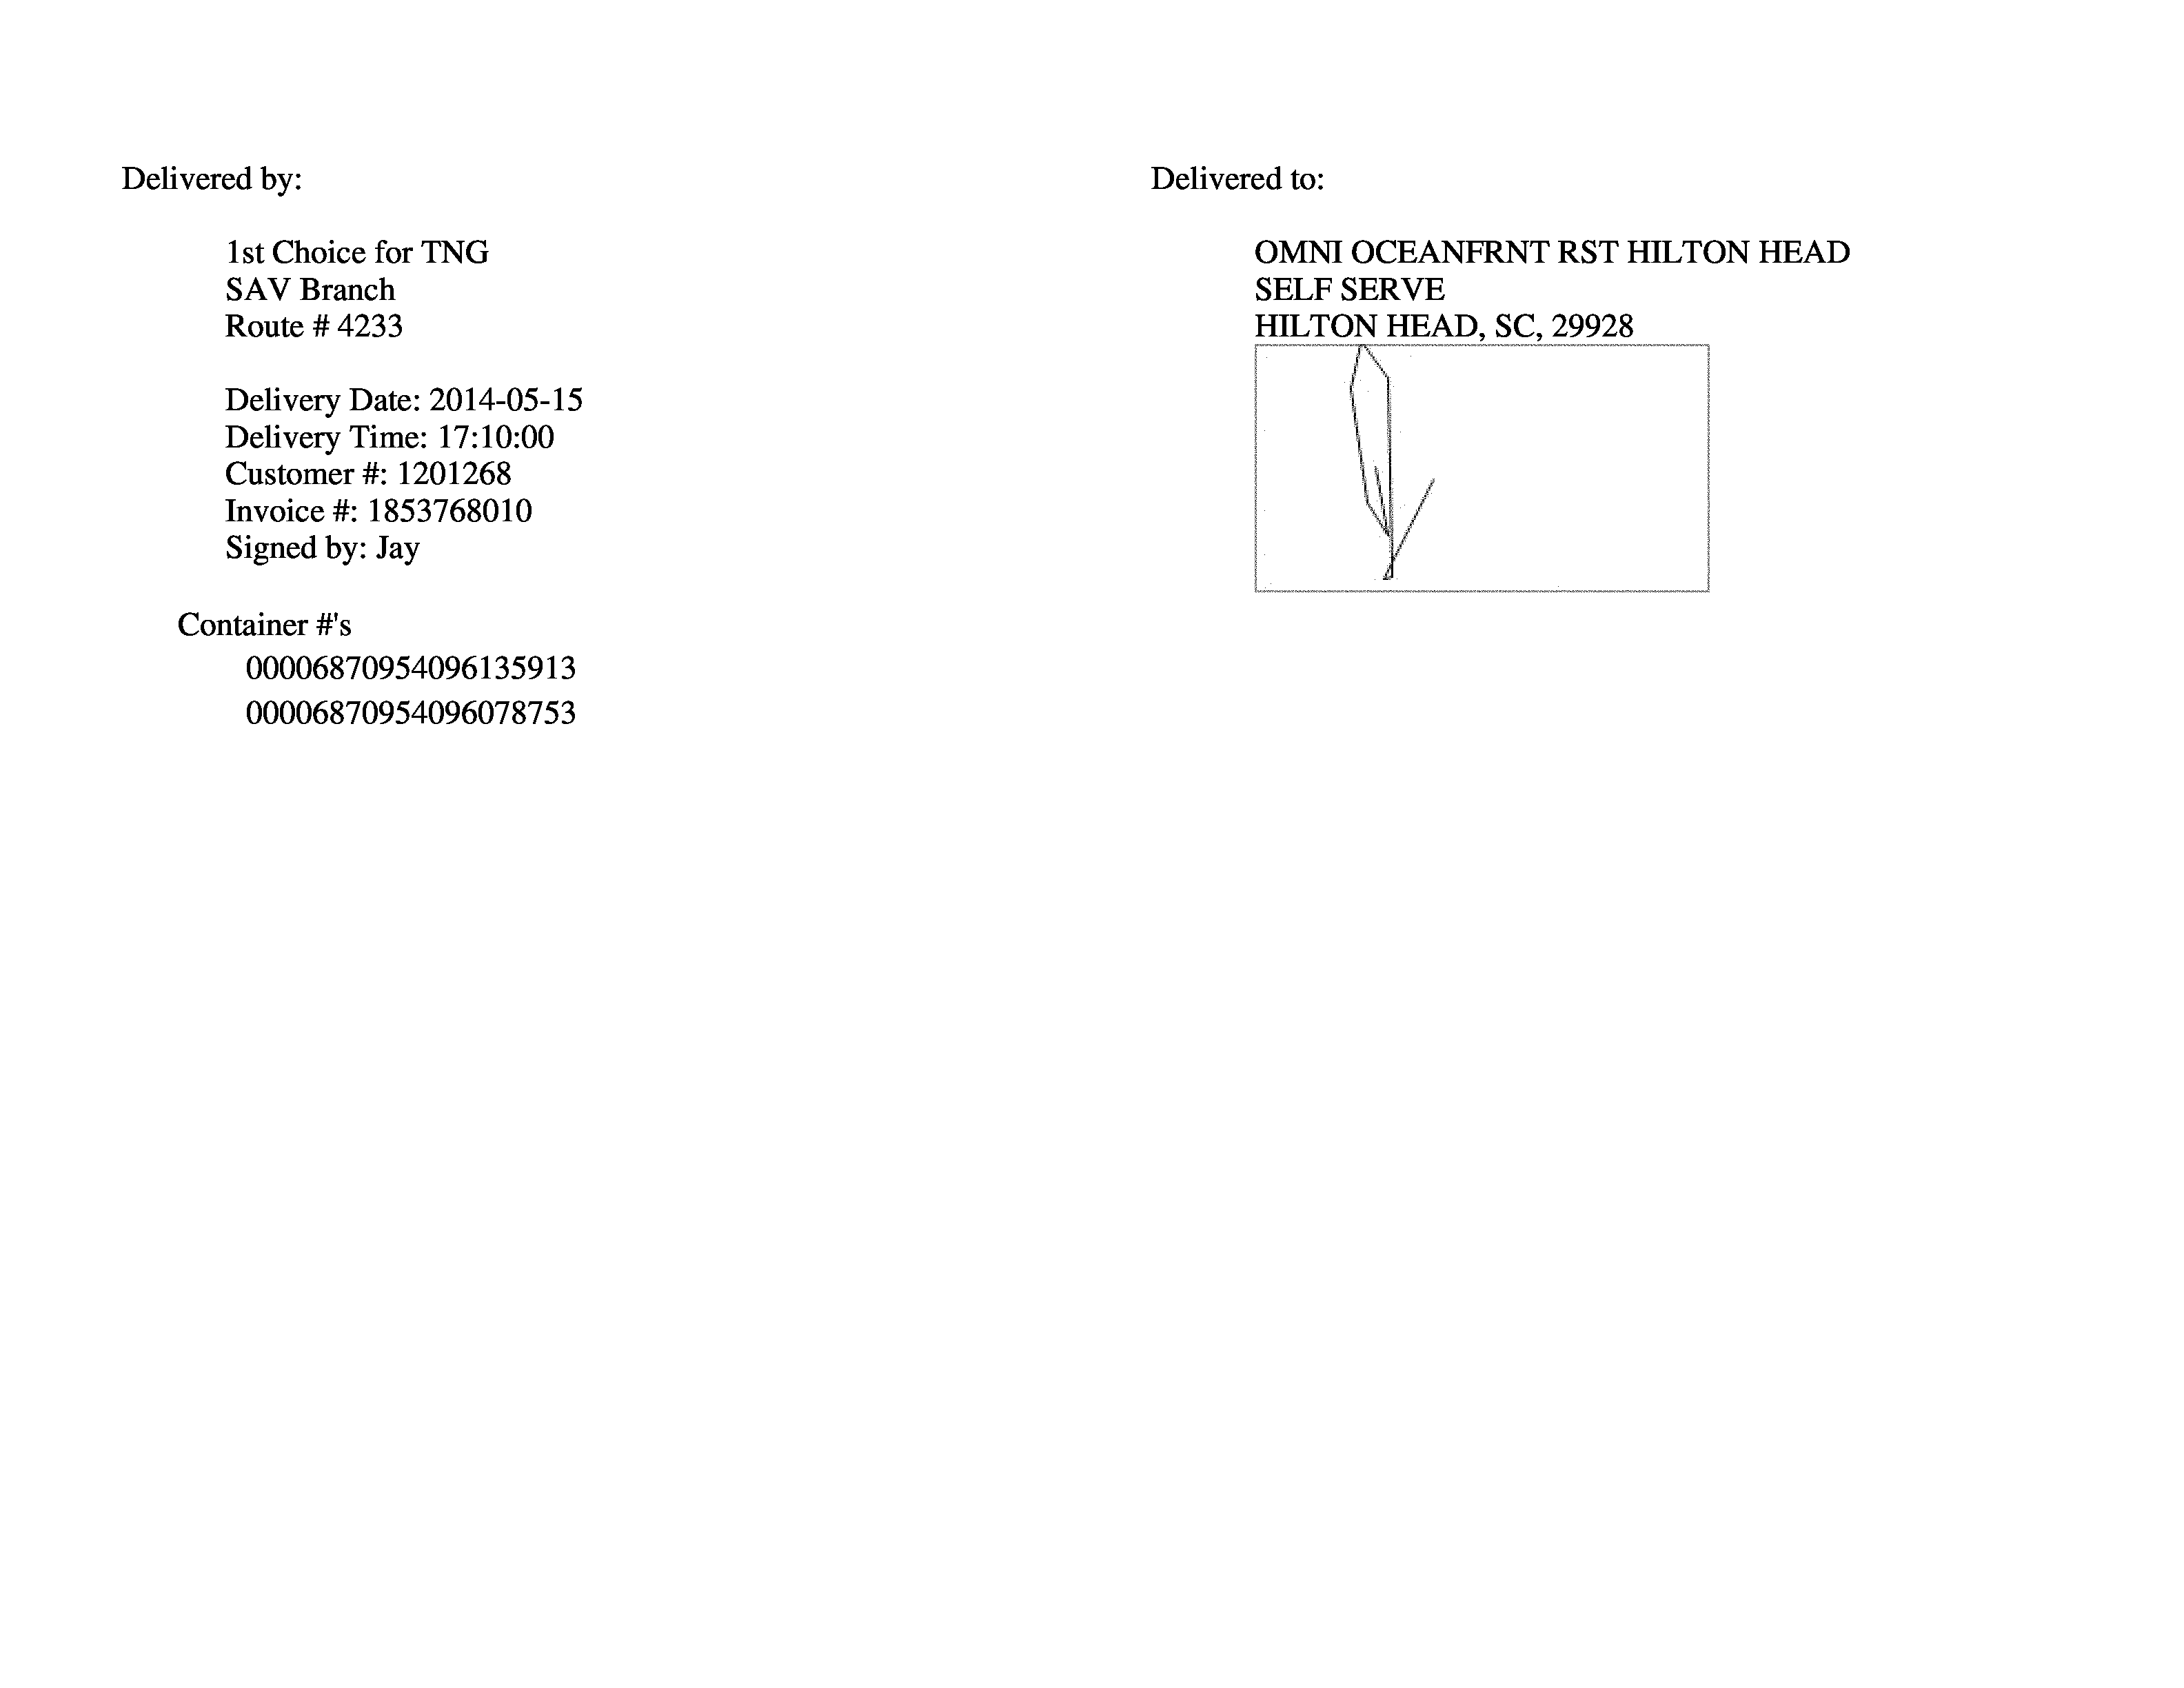 Delivered by:
1st Choice for TNG
SAV Branch
Route # 4233
Delivery Date: 2014-05-15
Delivery Time: 17:10:00
Customer #: 1201268
Invoice #: 1853768010
Signed by: Jay
Container #'s
00006870954096135913
00006870954096078753
Delivered to:
OMNI OCEANFRNT RST HILTON HEAD
SELF SERVE
HILTON HEAD, SC, 29928